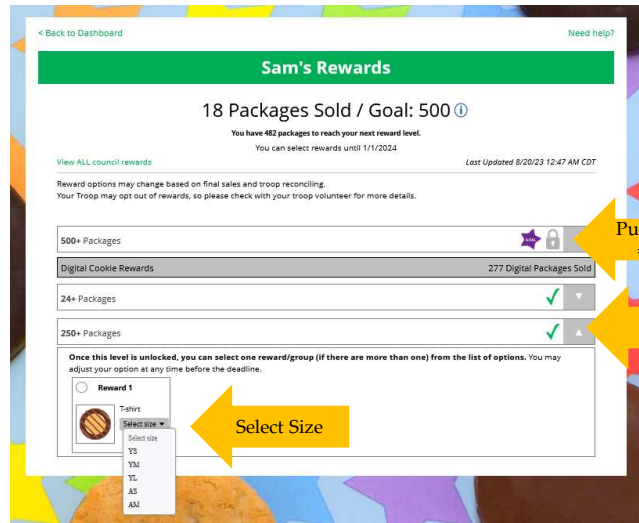 < Back to Dashboard
Need help?
Sam's Rewards
18 Packages Sold / Goal: 500
You have 482 packages to reach your next reward level.
You can select rewards until 1/1/2024
View ALL council rewards
Last Updated 8/20/23 12:47 AM CDT
Reward options may change based on final sales and troop reconciling.
Your Troop may opt out of rewards, so please check with your troop volunteer for more details.
500+ Packages
GOAL
Pu
Digital Cookie Rewards
277 Digital Packages Sold
24+ Packages
250+ Packages
Once this level is unlocked, you can select one reward/group (if there are more than one) from the list of options. You may
adjust your option at any time before the deadline.
Reward 1
T-shirt
Select size
Select size
YS
YM
YL
AS
AM
Select Size